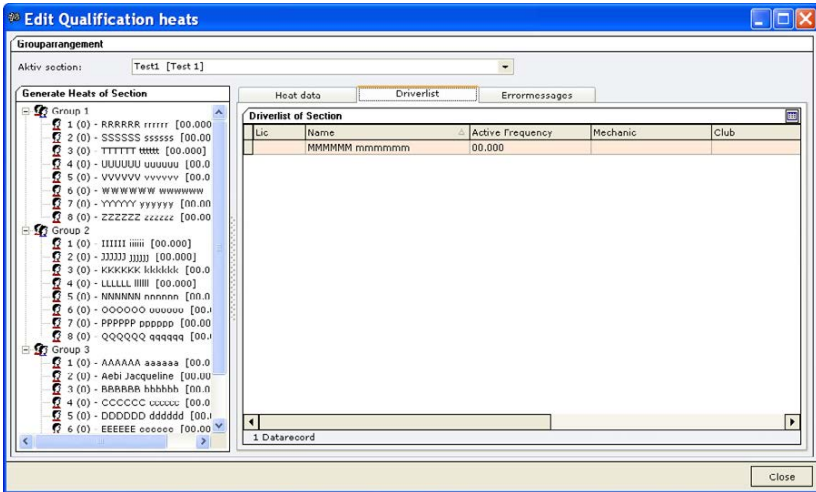 Edit Qualification heats
Grouparrangement
Aktiv section: Test1 [Test 1]
Generate Heats of Section
Group 1
1 (0) - RRRRRR rrrrrr [00.000
2 (0) - SSSSSS ssssss [00.00
3 (0) - TTTTTT tttttt [00.000]
4 (0) - UUUUUU uuuuuu [00.0
5 (0) - VVVVVV vvvvvv [00.0
6 (0) - WWWWWW wwwwww
7 (0) - YYYYYY yyyyyy [00.00
8 (0) - ZZZZZZ zzzzzz [00.00
Group 2
1 (0) - IIIIII iiiiii [00.000]
2 (0) - JJJJJJ jjjjjj [00.000]
3 (0) - KKKKKK kkkkkk [00.0
4 (0) - LLLLLL llllll [00.000]
5 (0) - NNNNNN nnnnnn [00.0
6 (0) - OOOOOO oooooo [00.
7 (0) - PPPPPP pppppp [00.00
8 (0) - QQQQQQ qqqqqq [00.
Group 3
1 (0) - AAAAAA aaaaaa [00.0
2 (0) - Aebi Jacqueline [00.00
3 (0) - BBBBBB bbbbbb [00.0
4 (0) - CCCCCC cccccc [00.0
5 (0) - DDDDDD dddddd [00.
6 (0) - EEEEEE eeeeee [00.00
Heat data Driverlist Errormessages
Driverlist of Section
Lic Name Active Frequency Mechanic Club
MMMMMM mmmmmm 00.000
1 Datarecord
Close